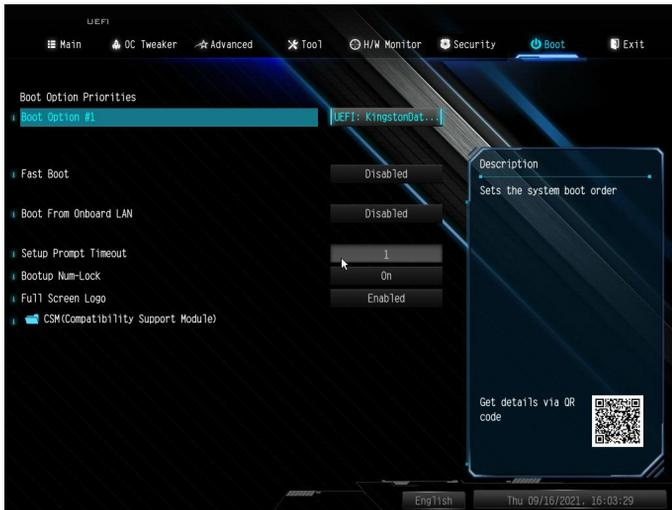 UEFI
Main OC Tweaker Advanced Tool H/W Monitor Security Boot Exit
Boot Option Priorities
Boot Option #1 UEFI: KingstonDat...
Description
Fast Boot Disabled
Sets the system boot order
Boot From Onboard LAN Disabled
Setup Prompt Timeout 1
Bootup Num-Lock On
Full Screen Logo Enabled
CSM(Compatibility Support Module)
Get details via QR
code
English Thu 09/16/2021. 16:03:29